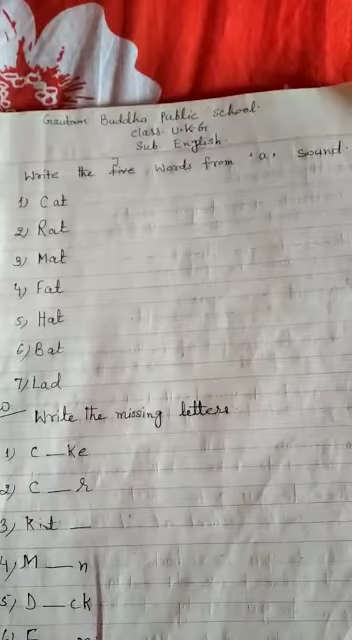 Gautam Buddha Public School.
Class U.K.G
Sub. English.
Write the five words from 'a' sound.
1) Cat
2) Rat
3) Mat
4) Fat
5) Hat
6) Bat
7) Lad
Write the missing letters
1) C _ ke
2) C _ r
3) Kit _
4) M _ n
5) D _ ck